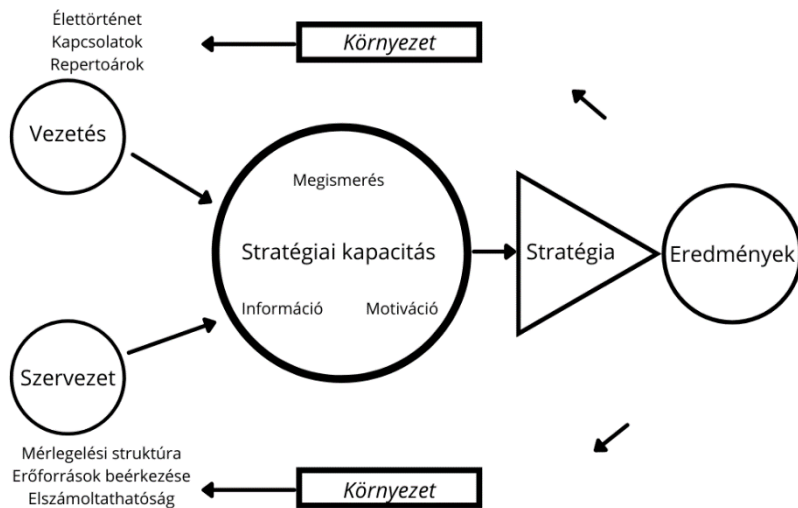 Élettörténet
Kapcsolatok
Repertoárok
Környezet
Vezetés
Megismerés
Stratégiai kapacitás
Információ
Motiváció
Stratégia
Eredmények
Szervezet
Mérlegelési struktúra
Erőforrások beérkezése
Elszámoltathatóság
Környezet